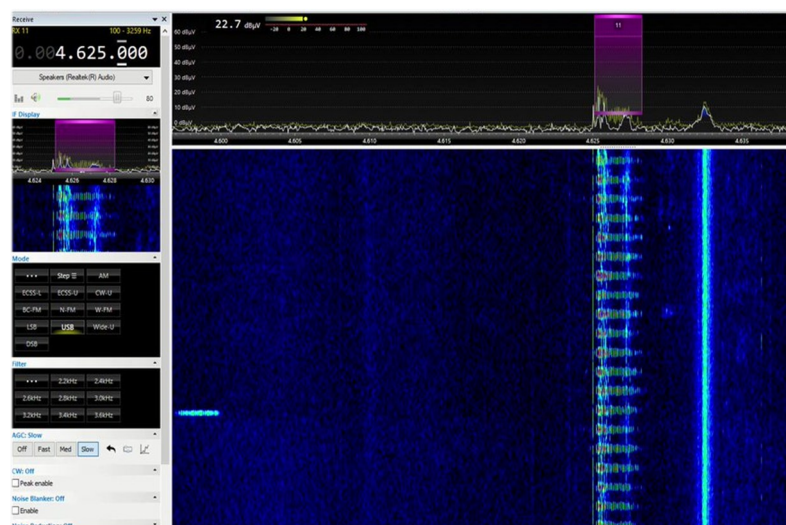 Receive
RX 11 100 - 3259 Hz
0.004.625.000
Speakers (Realtek(R) Audio)
80
IF Display
4.624 4.626 4.628 4.630
Mode
••• Step AM
ECSS-L ECSS-U CW-U
BC-FM N-FM W-FM
LSB USB Wide-U
DSB
Filter
••• 2.2kHz 2.4kHz
2.6kHz 2.8kHz 3.0kHz
3.2kHz 3.4kHz 3.6kHz
AGC: Slow
Off Fast Med Slow
CW: Off
Peak enable
Noise Blanker: Off
Enable
22.7 dBµV
-20 0 20 40 60 80 100
11
60 dBµV
50 dBµV
40 dBµV
30 dBµV
20 dBµV
10 dBµV
0 dBµV
4.600 4.610 4.615 4.620 4.625 4.630 4.635